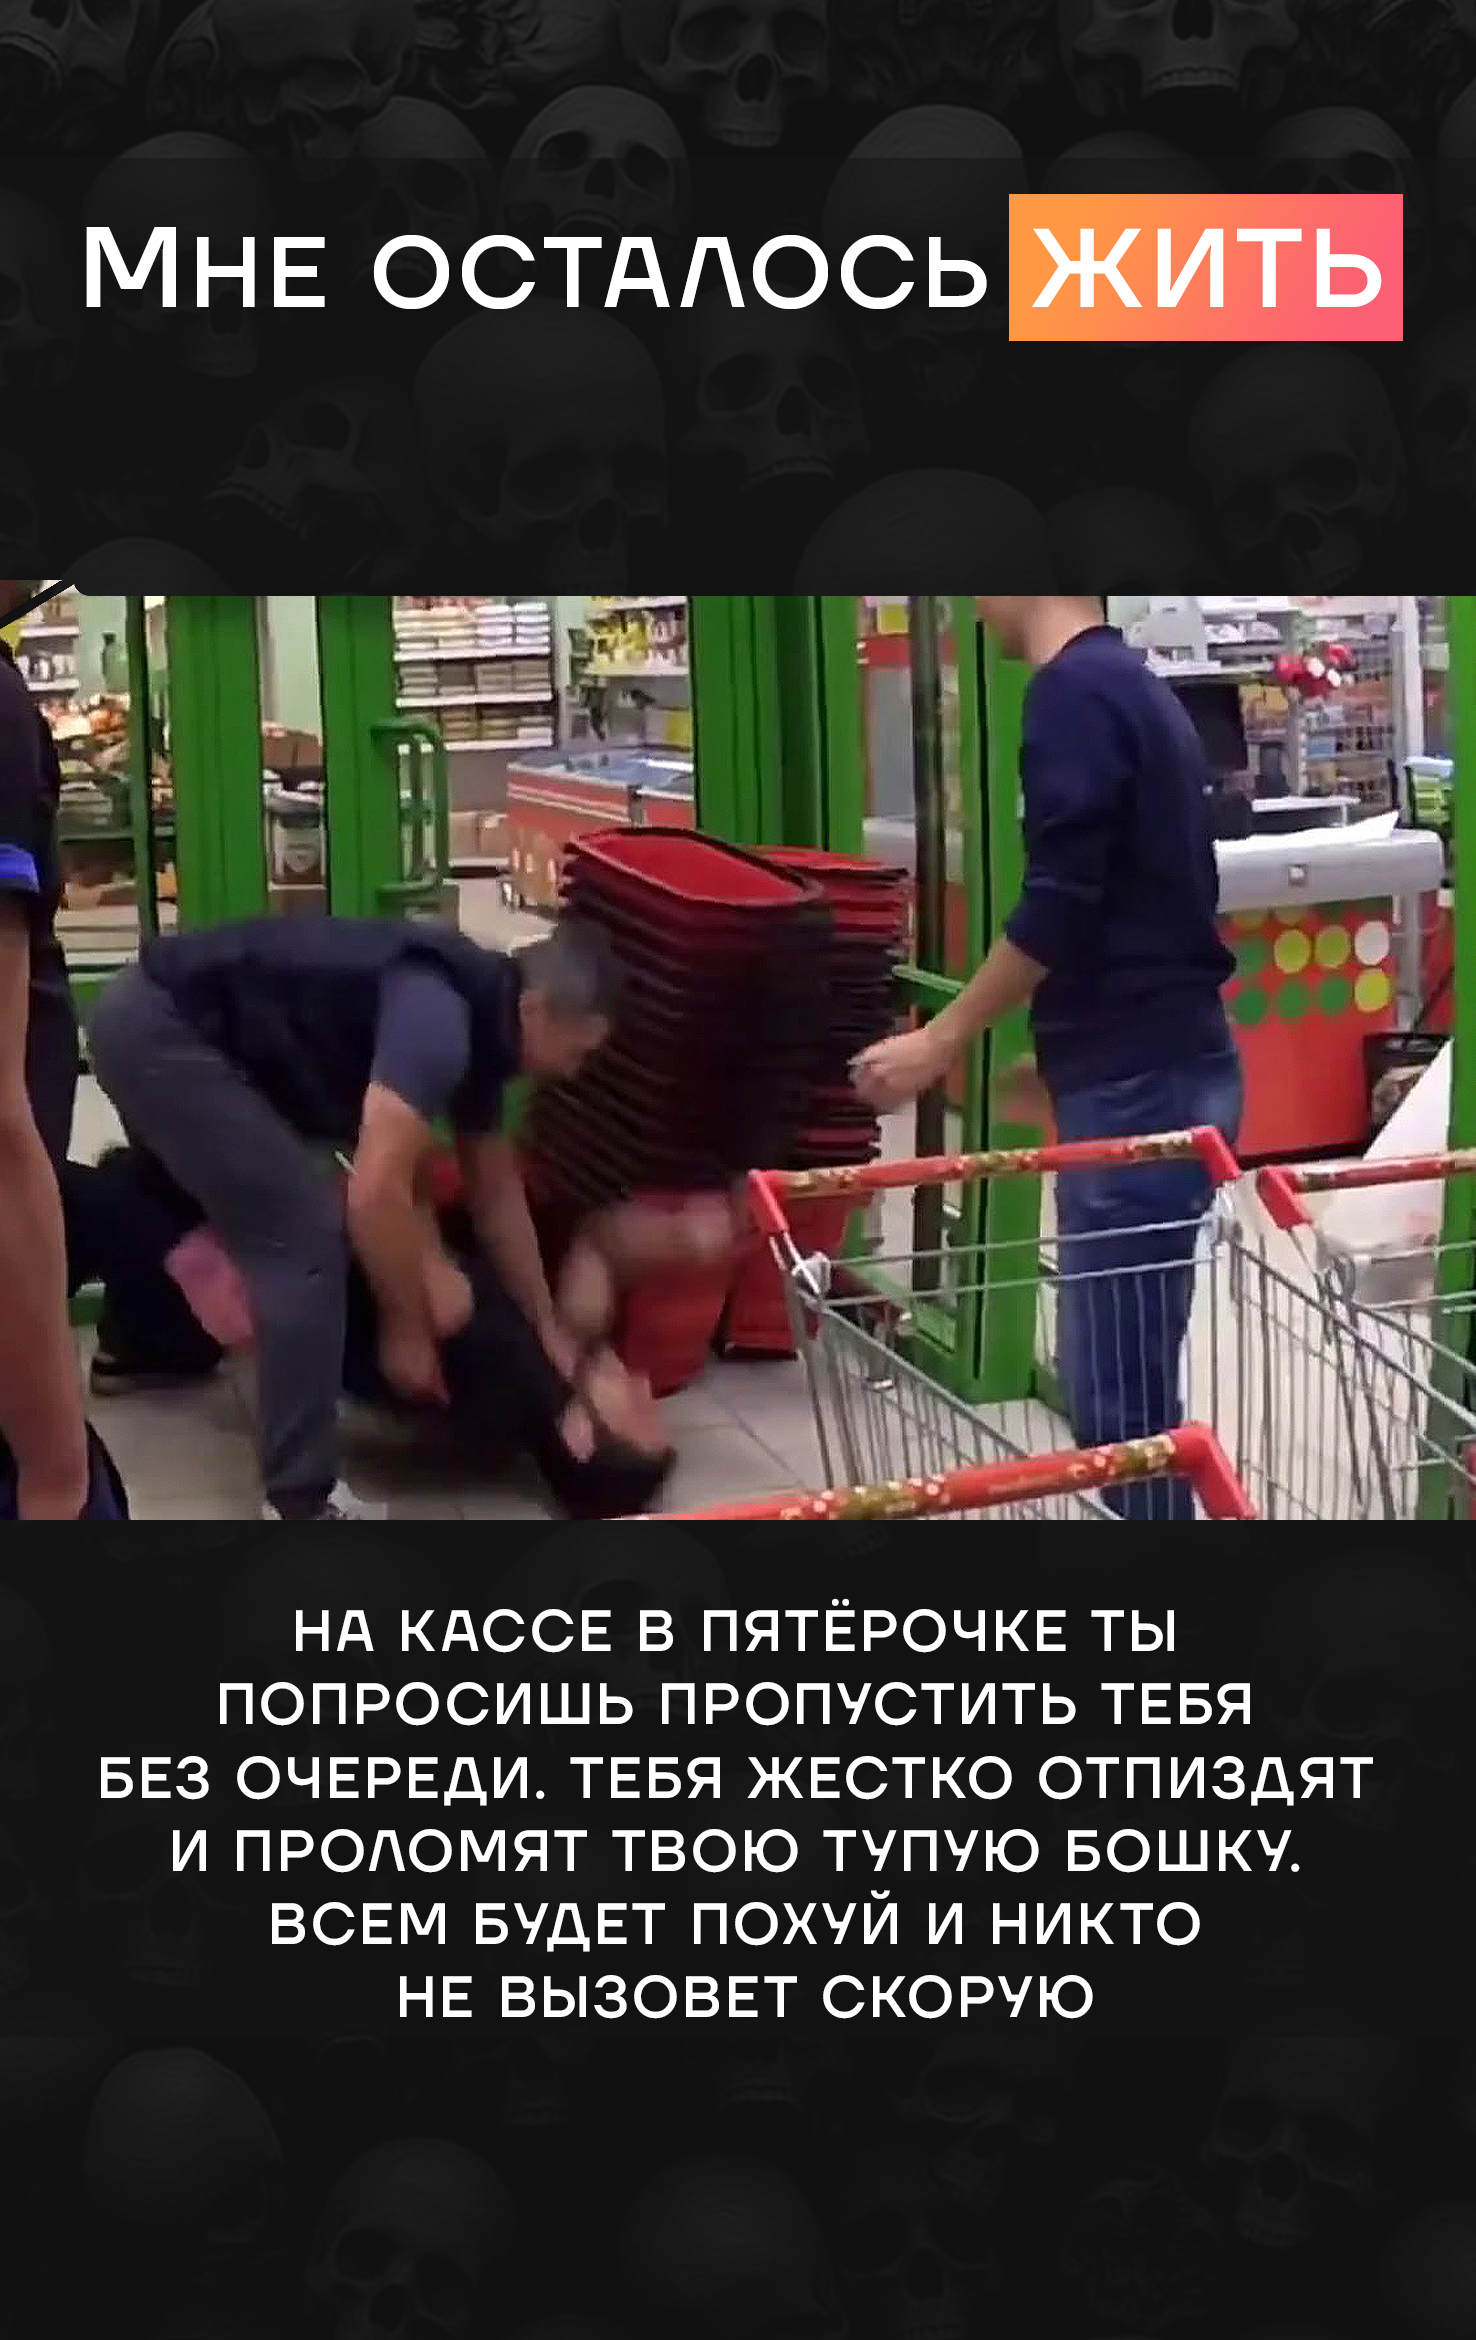 Мне осталось жить
на кассе в Пятёрочке ты
попросишь пропустить тебя
без очереди. Тебя жестко отпиздят
и проломят твою тупую бошку.
Всем будет похуй и никто
не вызовет скорую